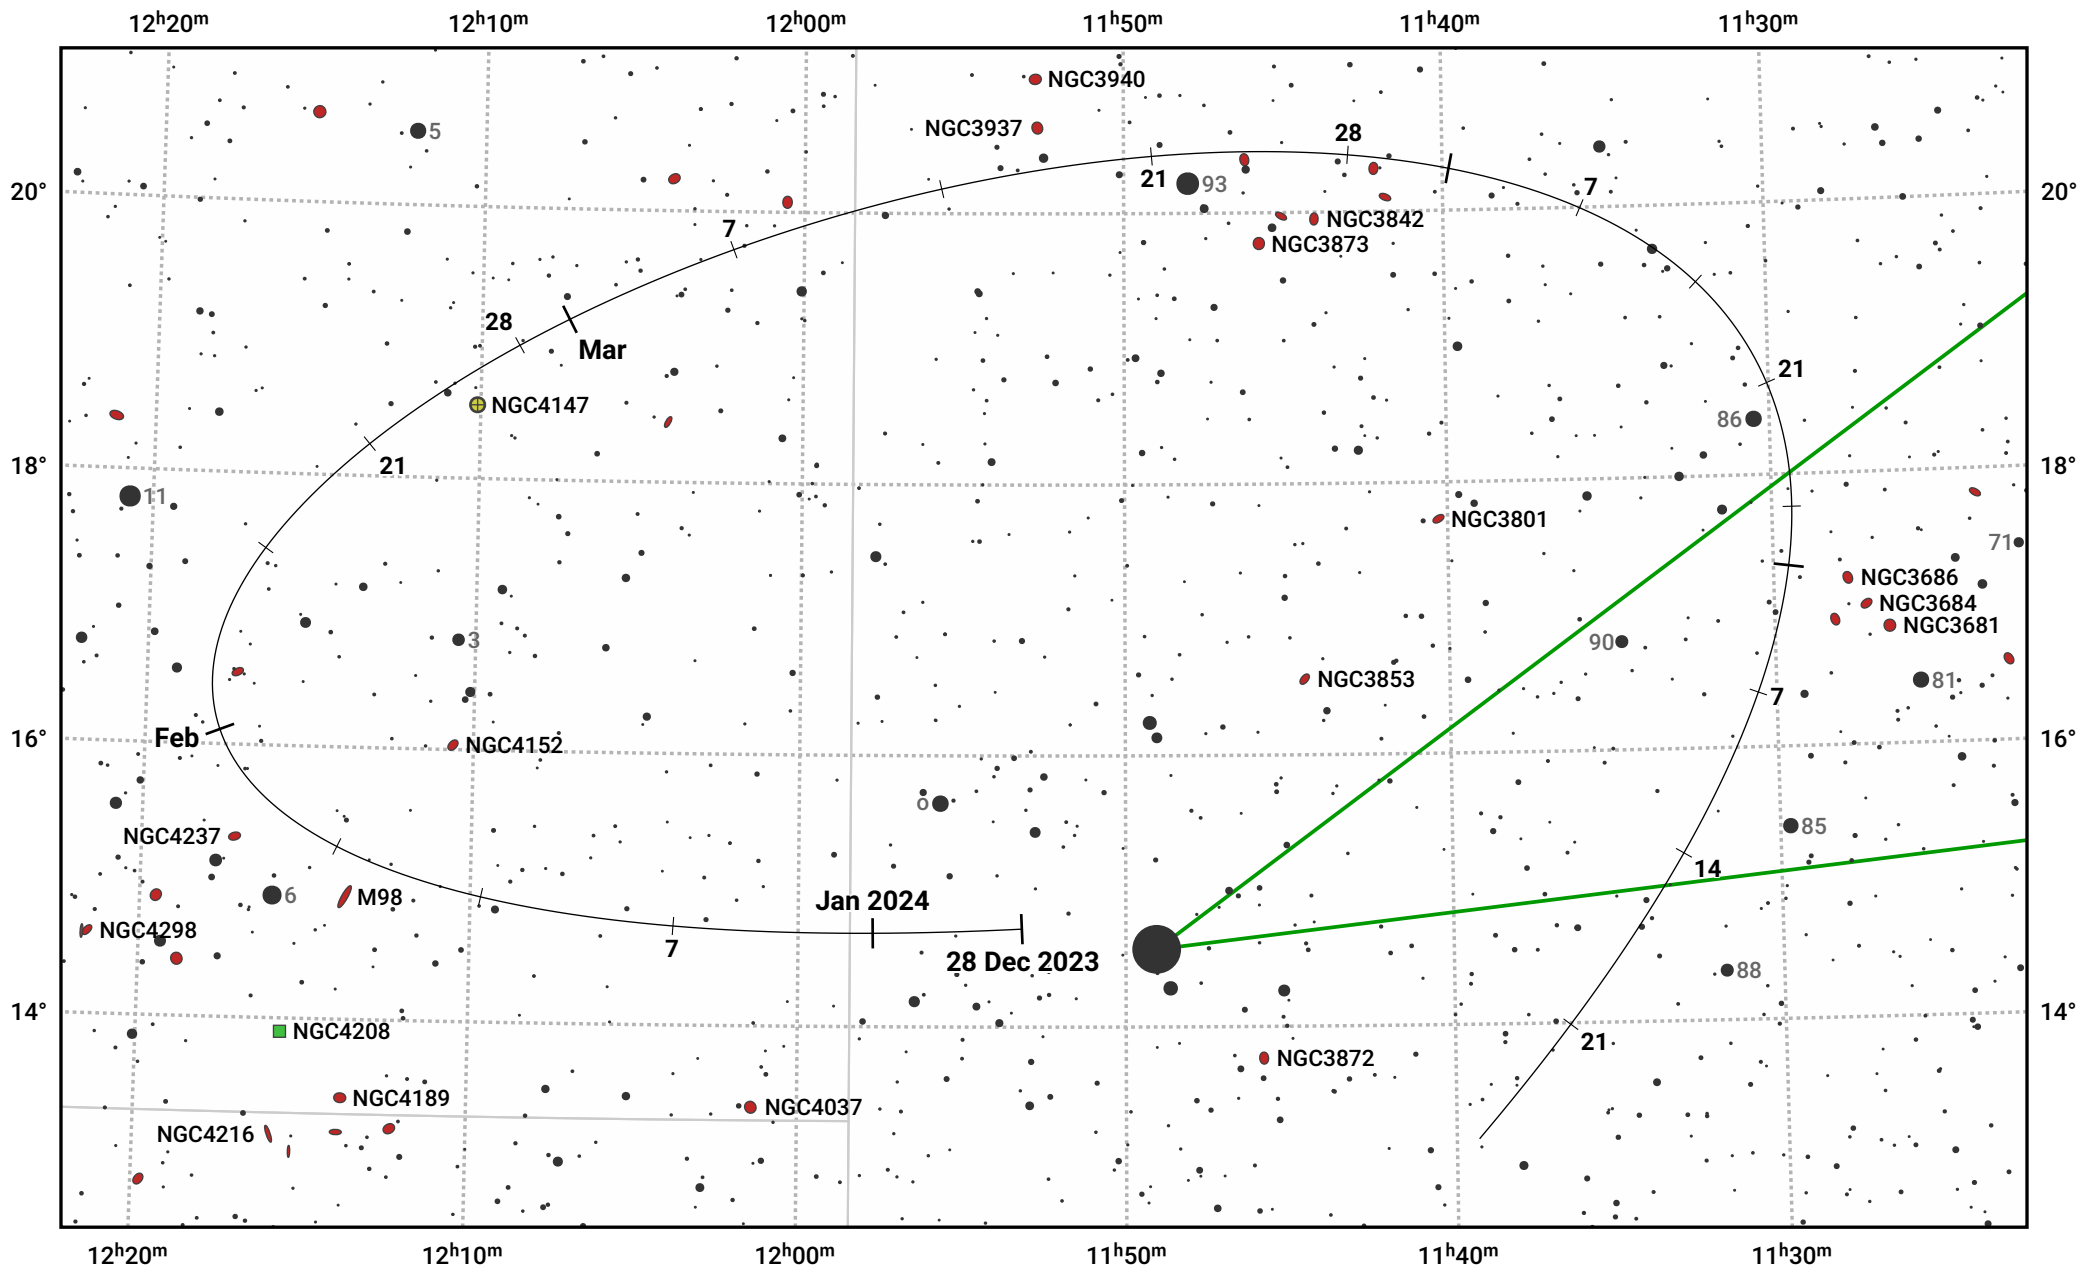 12ʰ20ᵐ 12ʰ10ᵐ 12ʰ00ᵐ 11ʰ50ᵐ 11ʰ40ᵐ 11ʰ30ᵐ
NGC3940
NGC3937
5
28
20°
21
93
7
20°
NGC3842
7
NGC3873
28
Mar
21
NGC4147
86
21
18°
18°
11
NGC3801
71
NGC3686
NGC3684
NGC3681
3
90
NGC3853
81
7
Feb
NGC4152
16°
16°
ο
NGC4237
85
14
6
M98
Jan 2024
NGC4298
7
28 Dec 2023
88
14°
14°
NGC4208
21
NGC3872
NGC4189
NGC4037
NGC4216
12ʰ20ᵐ 12ʰ10ᵐ 12ʰ00ᵐ 11ʰ50ᵐ 11ʰ40ᵐ 11ʰ30ᵐ